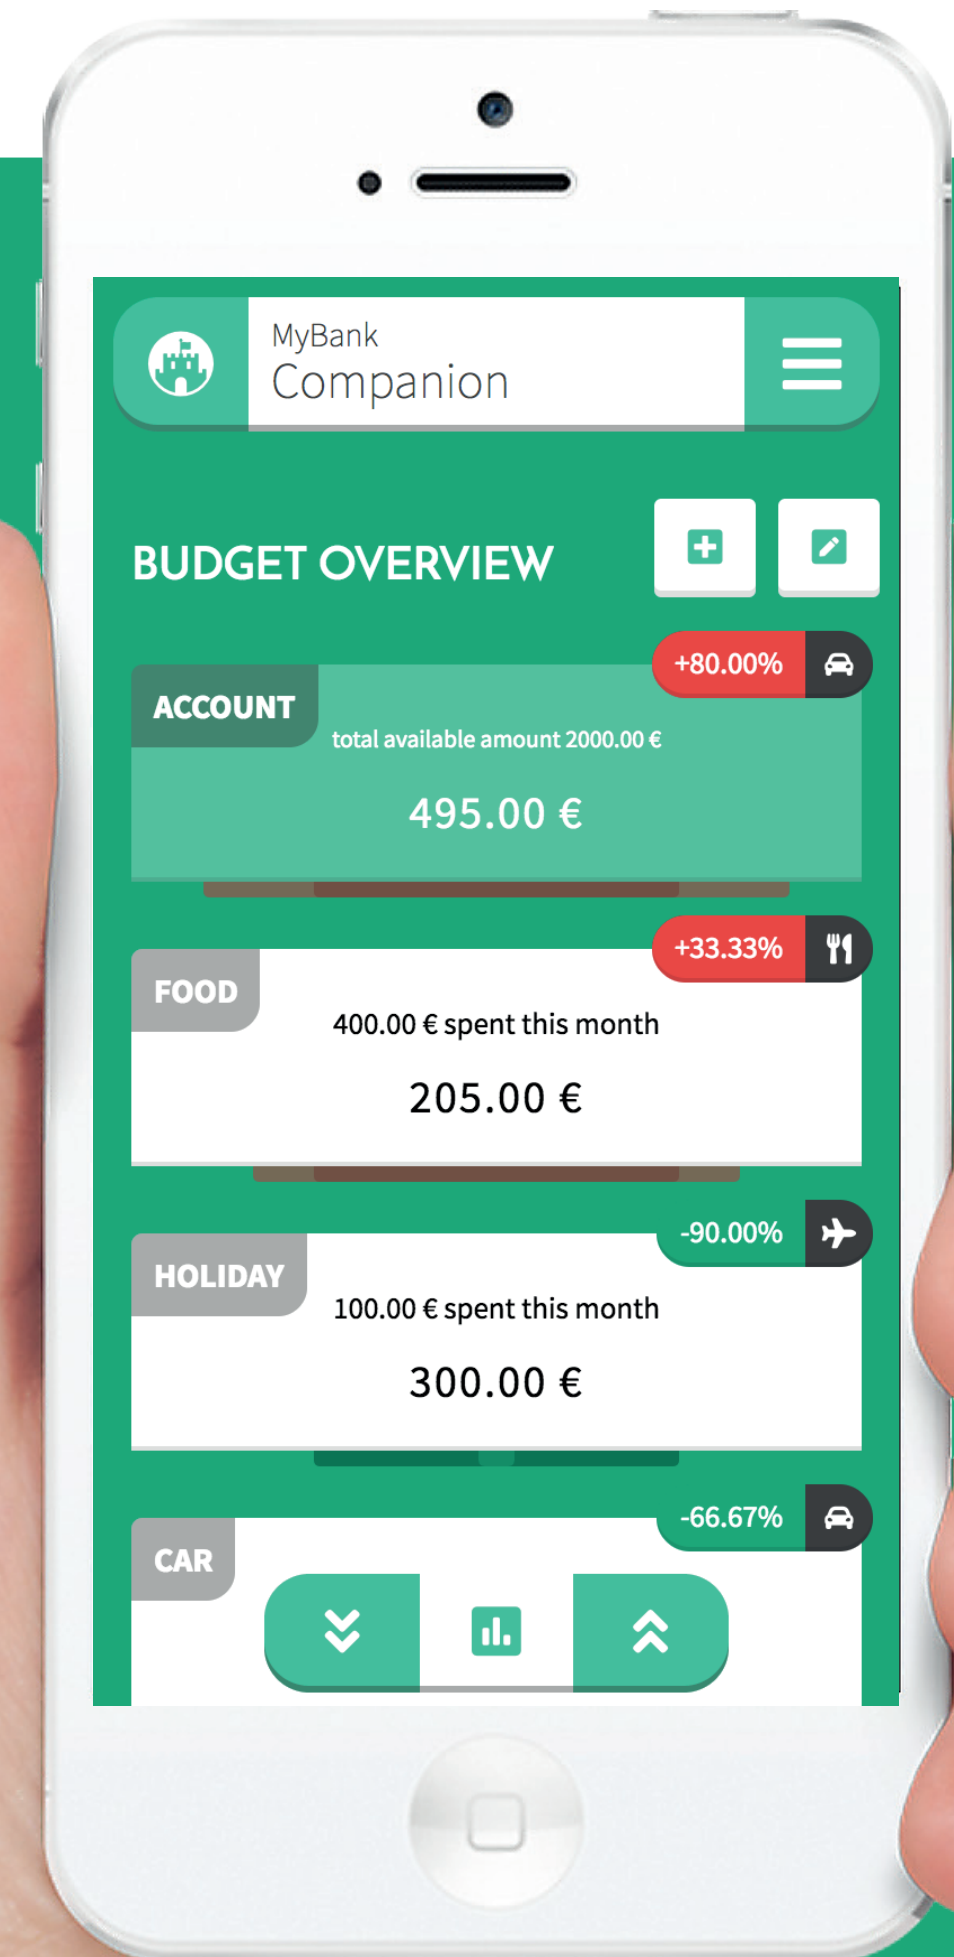 MyBank
Companion
BUDGET OVERVIEW
+80.00%
ACCOUNT
total available amount 2000.00 €
495.00 €
+33.33%
FOOD
400.00 € spent this month
205.00 €
-90.00%
HOLIDAY
100.00 € spent this month
300.00 €
-66.67%
CAR